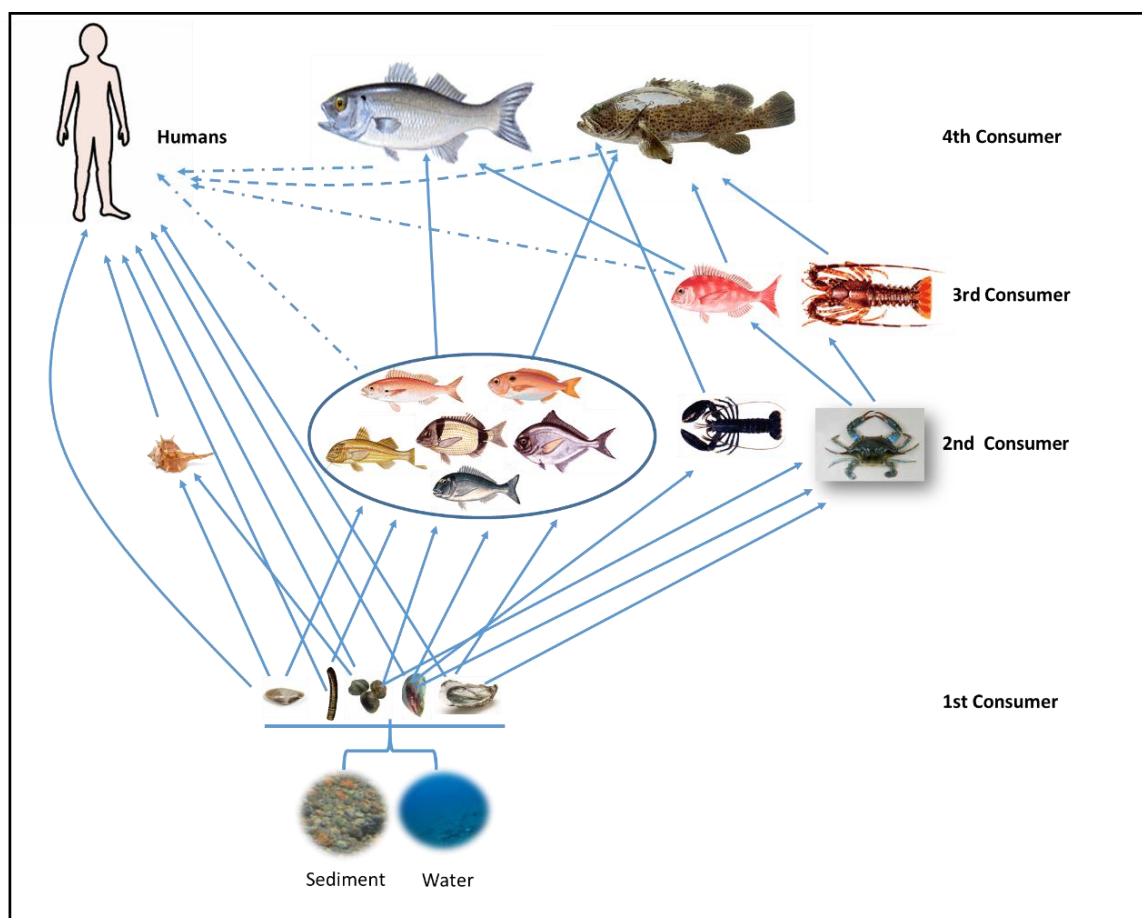 Humans
4th Consumer
3rd Consumer
2nd  Consumer
1st Consumer
Sediment
Water